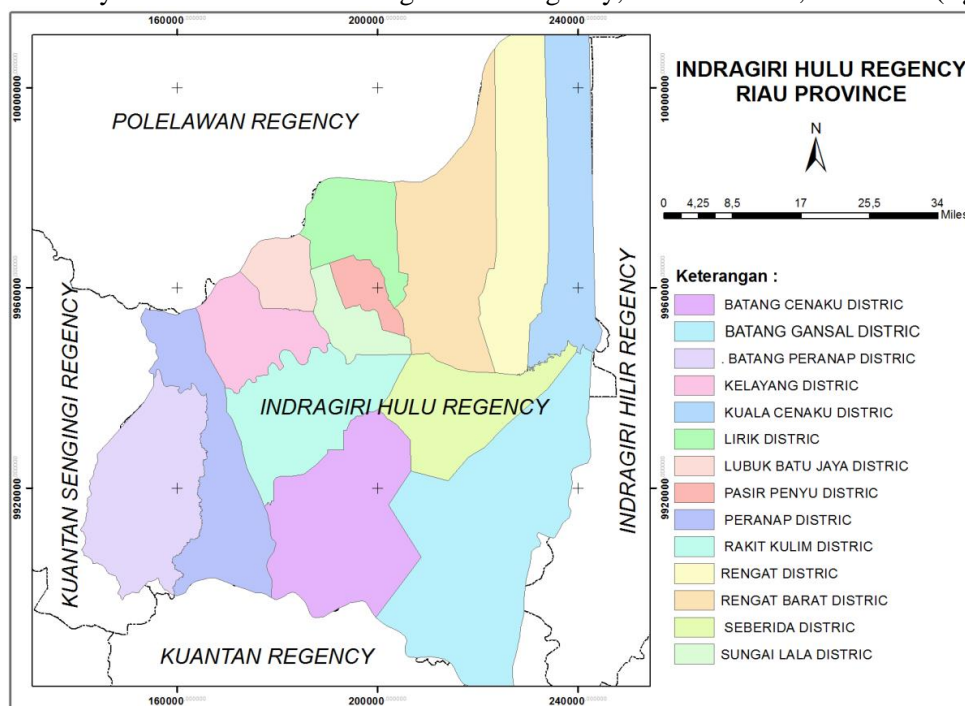 160000
200000
240000
10000000
9960000
9920000
POLELAWAN REGENCY
KUANTAN SENGINGI REGENCY
INDRAGIRI HULU REGENCY
INDRAGIRI HILIR REGENCY
KUANTAN REGENCY
160000
200000
240000
10000000
9960000
9920000
INDRAGIRI HULU REGENCY
RIAU PROVINCE
N
0 4,25 8,5 17 25,5 34
Miles
Keterangan :
BATANG CENAKU DISTRIC
BATANG GANSAL DISTRIC
. BATANG PERANAP DISTRIC
KELAYANG DISTRIC
KUALA CENAKU DISTRIC
LIRIK DISTRIC
LUBUK BATU JAYA DISTRIC
PASIR PENYU DISTRIC
PERANAP DISTRIC
RAKIT KULIM DISTRIC
RENGAT DISTRIC
RENGAT BARAT DISTRIC
SEBERIDA DISTRIC
SUNGAI LALA DISTRIC